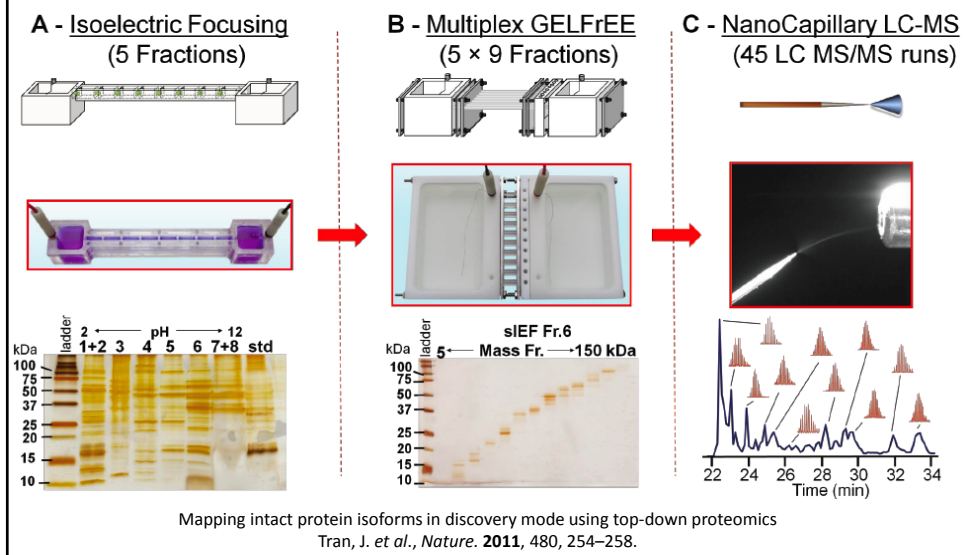 A - Isoelectric Focusing
(5 Fractions)
B - Multiplex GELFrEE
(5 × 9 Fractions)
C - NanoCapillary LC-MS
(45 LC MS/MS runs)
kDa
ladder
2 ← pH → 12
1+2 3 4 5 6 7+8 std
100
75
50
37
25
20
15
10
sIEF Fr.6
kDa
ladder
5 ← Mass Fr. → 150 kDa
100
75
50
37
25
20
15
10
22 24 26 28 30 32 34
Time (min)
Mapping intact protein isoforms in discovery mode using top-down proteomics
Tran, J. et al., Nature. 2011, 480, 254–258.